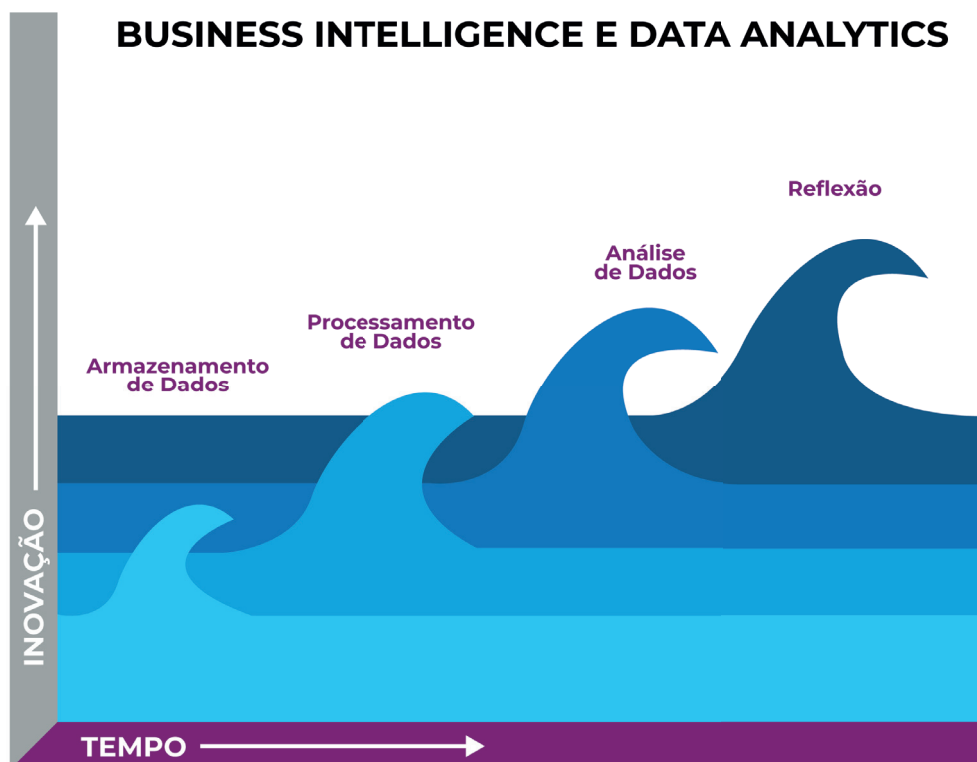 BUSINESS INTELLIGENCE E DATA ANALYTICS
Reflexão
Análise
de Dados
Processamento
de Dados
Armazenamento
de Dados
INOVAÇÃO
TEMPO